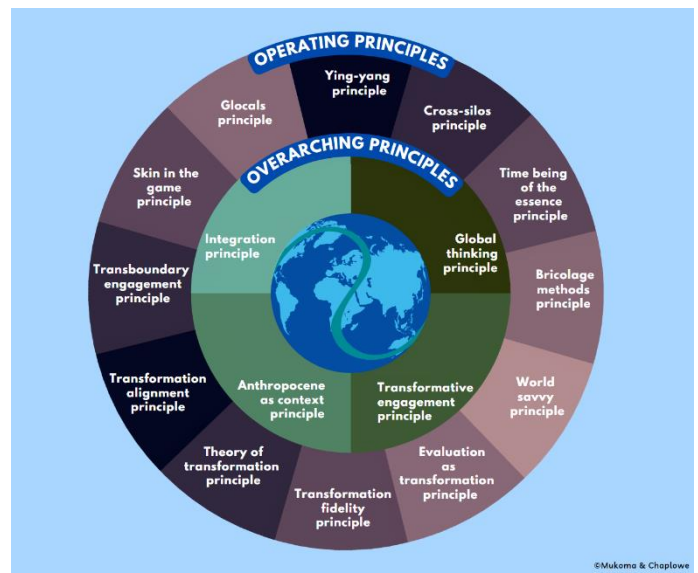 OPERATING PRINCIPLES
Ying-yang
principle
Cross-silos
principle
Time being
of the
essence
principle
Bricolage
methods
principle
World
savvy
principle
Evaluation
as
transformation
principle
Transformation
fidelity
principle
Theory of
transformation
principle
Transformation
alignment
principle
Transboundary
engagement
principle
Skin in the
game
principle
Glocals
principle
OVERARCHING PRINCIPLES
Global
thinking
principle
Transformative
engagement
principle
Anthropocene
as context
principle
Integration
principle
©Mukoma & Chaplowe